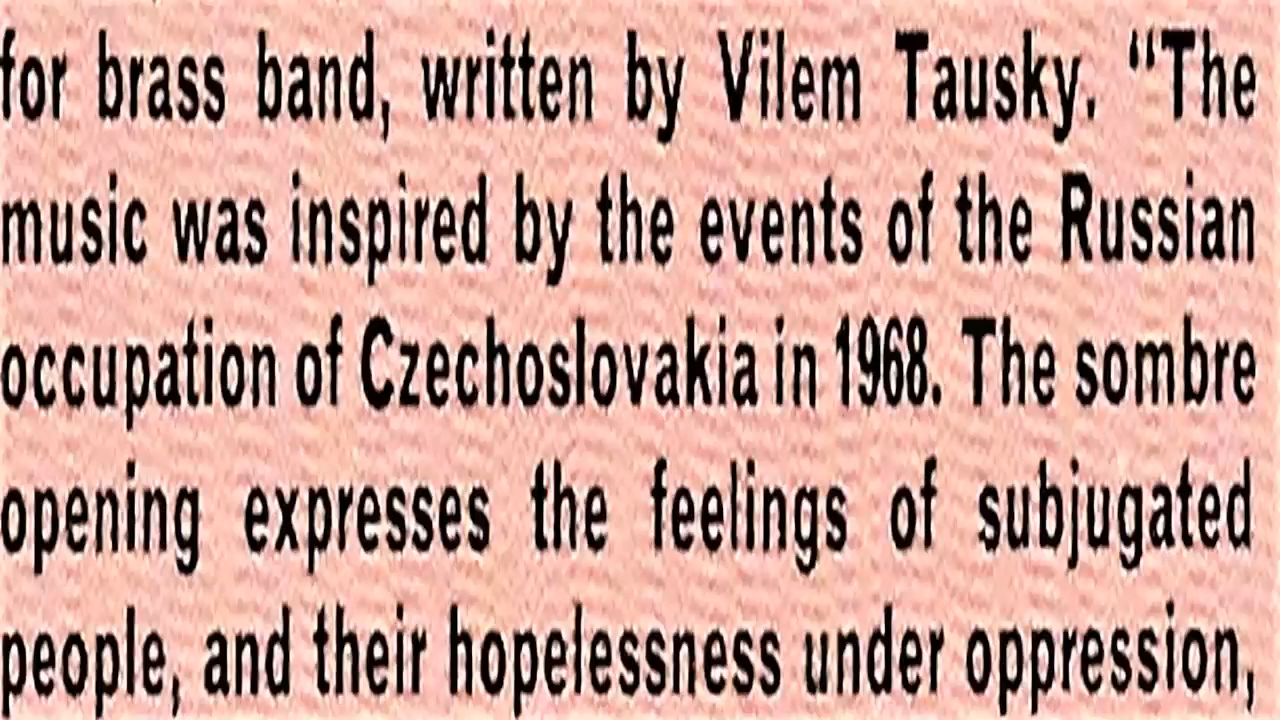 for brass band, written by Vilem Tausky. “The
music was inspired by the events of the Russian
occupation of Czechoslovakia in 1968. The sombre
opening expresses the feelings of subjugated
people, and their hopelessness under oppression,